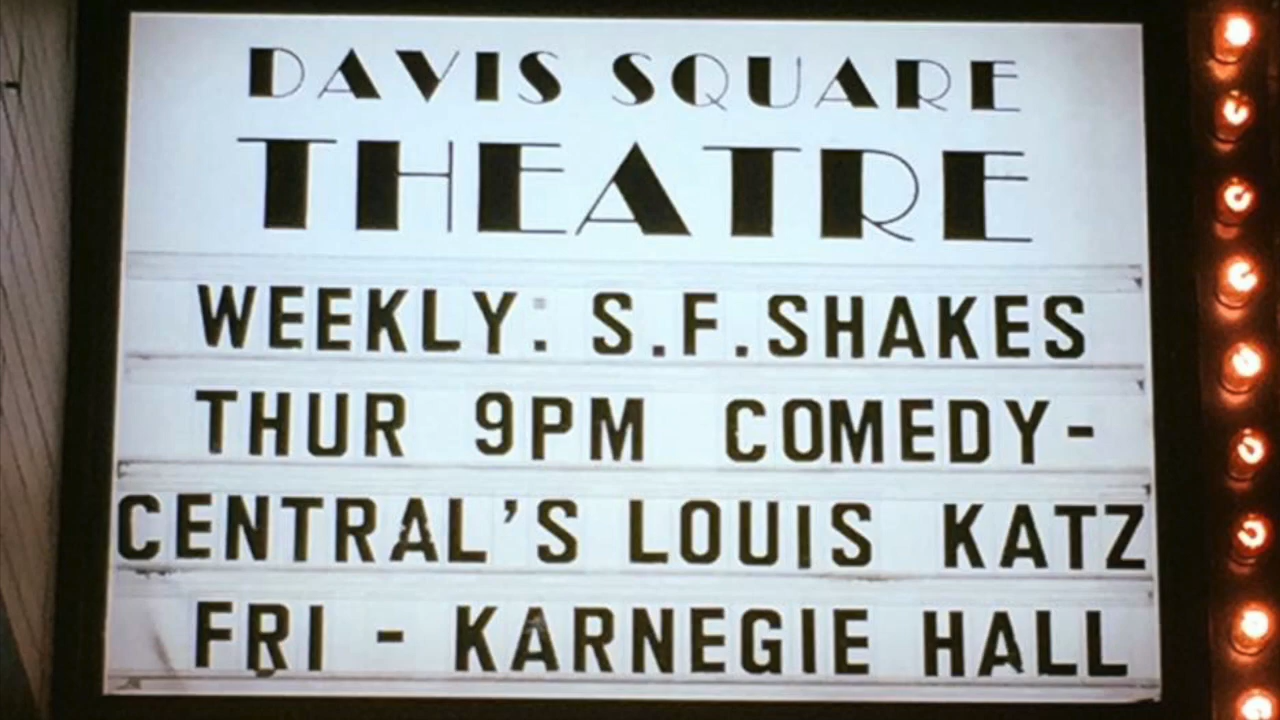 DAVIS SQUARE
THEATRE
WEEKLY: S.F.SHAKES
THUR 9PM COMEDY-
CENTRAL'S LOUIS KATZ
FRI - KARNEGIE HALL